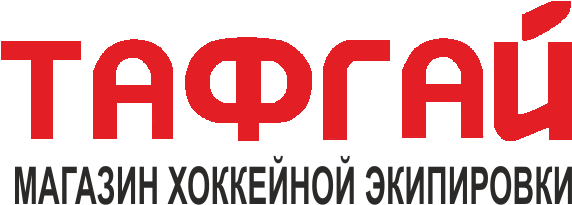 ТАФГАЙ
МАГАЗИН ХОККЕЙНОЙ ЭКИПИРОВКИ